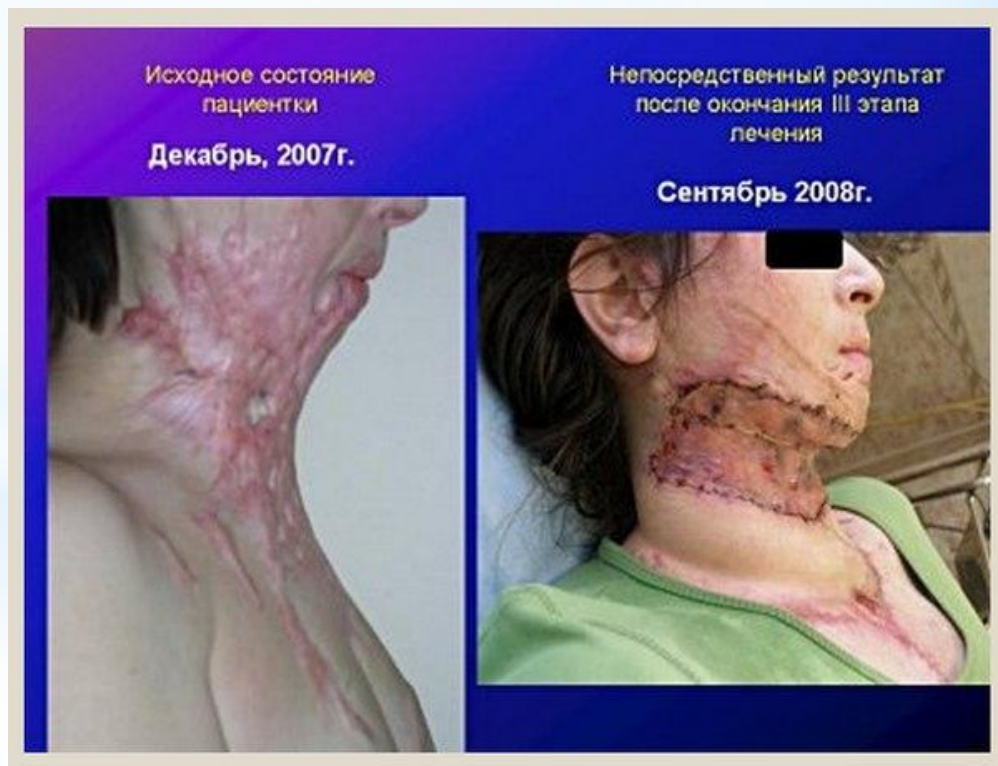 Исходное состояние
пациентки
Декабрь, 2007г.
Непосредственный результат
после окончания III этапа
лечения
Сентябрь 2008г.